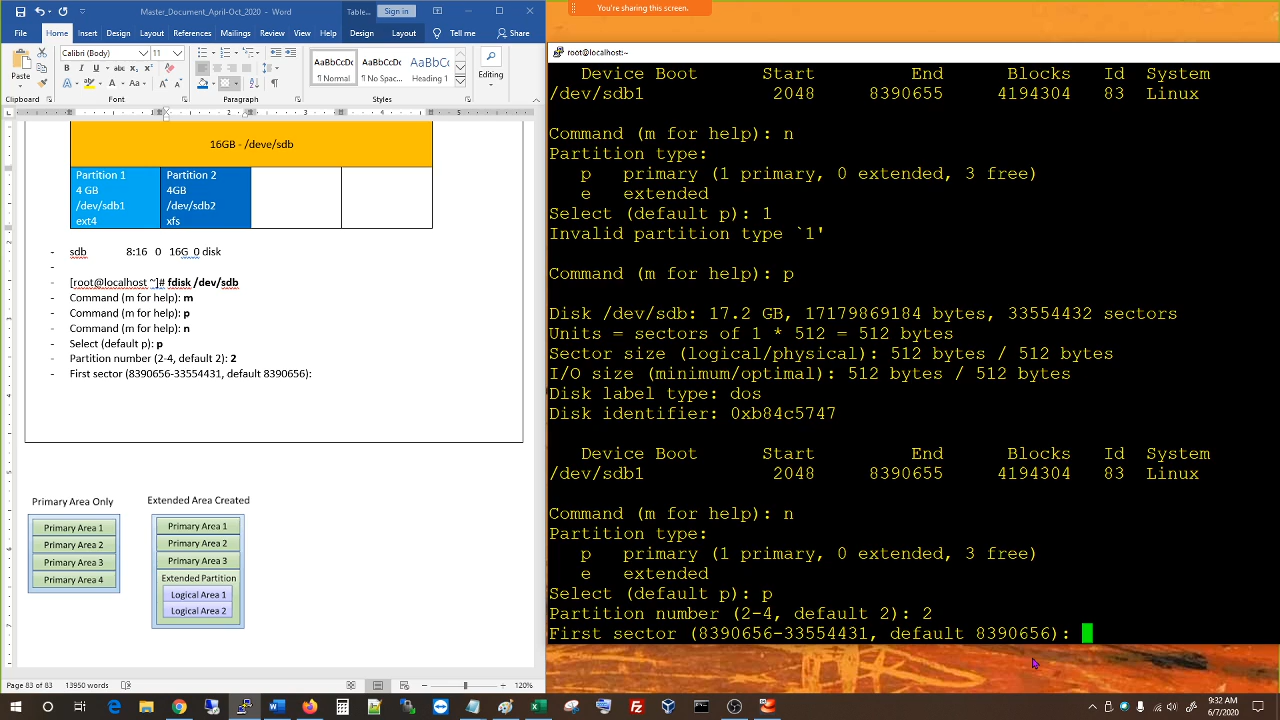 Master_Document_April-Oct_2020 - Word
Table...
Sign in
File
Home
Insert
Design
Layout
References
Mailings
Review
View
Help
Design
Layout
Tell me
Share
Paste
Calibri (Body)
11
AaBbCcDc
¶ Normal
AaBbCcDc
¶ No Spac...
AaBbCc
Heading 1
Editing
Clipboard
Font
Paragraph
Styles
16GB - /deve/sdb
Partition 1
4 GB
/dev/sdb1
ext4
Partition 2
4GB
/dev/sdb2
xfs
- sdb 8:16 0 16G 0 disk
-
- [root@localhost ~]# fdisk /dev/sdb
- Command (m for help): m
- Command (m for help): p
- Command (m for help): n
- Select (default p): p
- Partition number (2-4, default 2): 2
- First sector (8390656-33554431, default 8390656):
Primary Area Only
Primary Area 1
Primary Area 2
Primary Area 3
Primary Area 4
Extended Area Created
Primary Area 1
Primary Area 2
Primary Area 3
Extended Partition
Logical Area 1
Logical Area 2
Page 83 of 83
13950 words
120%
You're sharing this screen.
root@localhost:~
Device Boot Start End Blocks Id System
/dev/sdb1 2048 8390655 4194304 83 Linux
Command (m for help): n
Partition type:
p primary (1 primary, 0 extended, 3 free)
e extended
Select (default p): 1
Invalid partition type `1'
Command (m for help): p
Disk /dev/sdb: 17.2 GB, 17179869184 bytes, 33554432 sectors
Units = sectors of 1 * 512 = 512 bytes
Sector size (logical/physical): 512 bytes / 512 bytes
I/O size (minimum/optimal): 512 bytes / 512 bytes
Disk label type: dos
Disk identifier: 0xb84c5747
Device Boot Start End Blocks Id System
/dev/sdb1 2048 8390655 4194304 83 Linux
Command (m for help): n
Partition type:
p primary (1 primary, 0 extended, 3 free)
e extended
Select (default p): p
Partition number (2-4, default 2): 2
First sector (8390656-33554431, default 8390656):
9:32 AM
6/7/2020